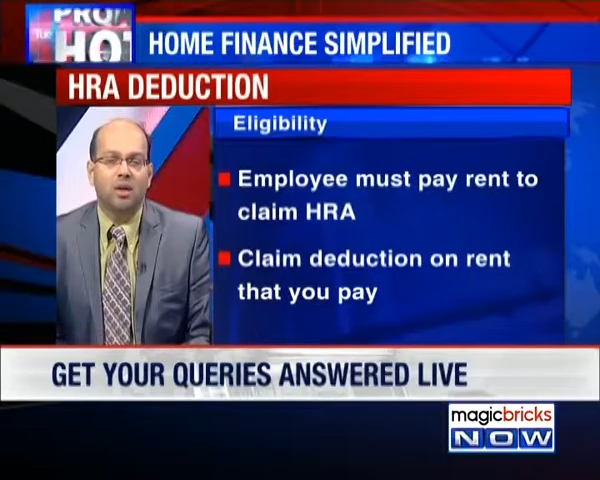 HOT
HOME FINANCE SIMPLIFIED
HRA DEDUCTION
Eligibility
Employee must pay rent to
claim HRA
Claim deduction on rent
that you pay
GET YOUR QUERIES ANSWERED LIVE
magicbricks
NOW